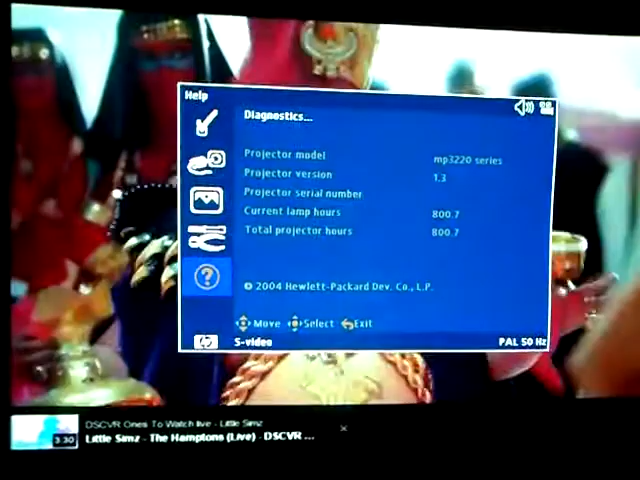 Help
Diagnostics...
Projector model mp3220 series
Projector version 1.3
Projector serial number
Current lamp hours 800.7
Total projector hours 800.7
© 2004 Hewlett-Packard Dev. Co., L.P.
Move Select Exit
S-video PAL 50 Hz
DSCVR Ones To Watch live - Little Simz
3:30
Little Simz - The Hamptons (Live) - DSCVR ...